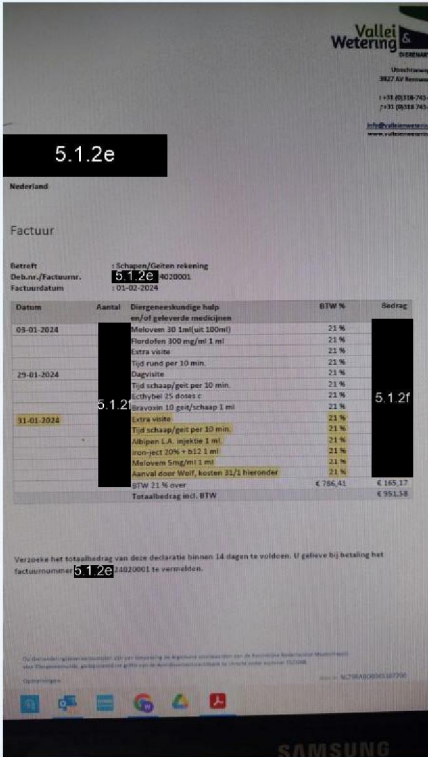 Vallei
Wetering &
5.1.2e
Nederland
Factuur
Betreft : Schapen/Geiten rekening
Deb.nr./Factuurnr. 5.1.2e 4020001
Factuurdatum : 01-02-2024
Datum Aantal Diergeneeskundige hulp en/of geleverde medicijnen BTW % Bedrag
03-01-2024 Melovem 30 1ml(uit 100ml) 21 %
Flordofen 300 mg/ml 1 ml 21 %
Extra visite 21 %
Tijd rund per 10 min. 21 %
29-01-2024 Dagvisite 21 %
Tijd schaap/geit per 10 min. 21 %
Ecthybel 25 doses c 21 %
5.1.2f Bravoxin 10 geit/schaap 1 ml 21 % 5.1.2f
31-01-2024 Extra visite 21 %
Tijd schaap/geit per 10 min. 21 %
Albipen L.A. injektie 1 ml. 21 %
Iron-ject 20% + b12 1 ml 21 %
Melovem 5mg/ml 1 ml 21 %
Aanval door Wolf, kosten 31/1 hieronder 21 %
BTW 21 % over € 786,41 € 165,17
Totaalbedrag incl. BTW € 951,58
Verzoeke het totaalbedrag van deze declaratie binnen 14 dagen te voldoen. U gelieve bij betaling het
factuurnummer 5.1.2e 24020001 te vermelden.
SAMSUNG